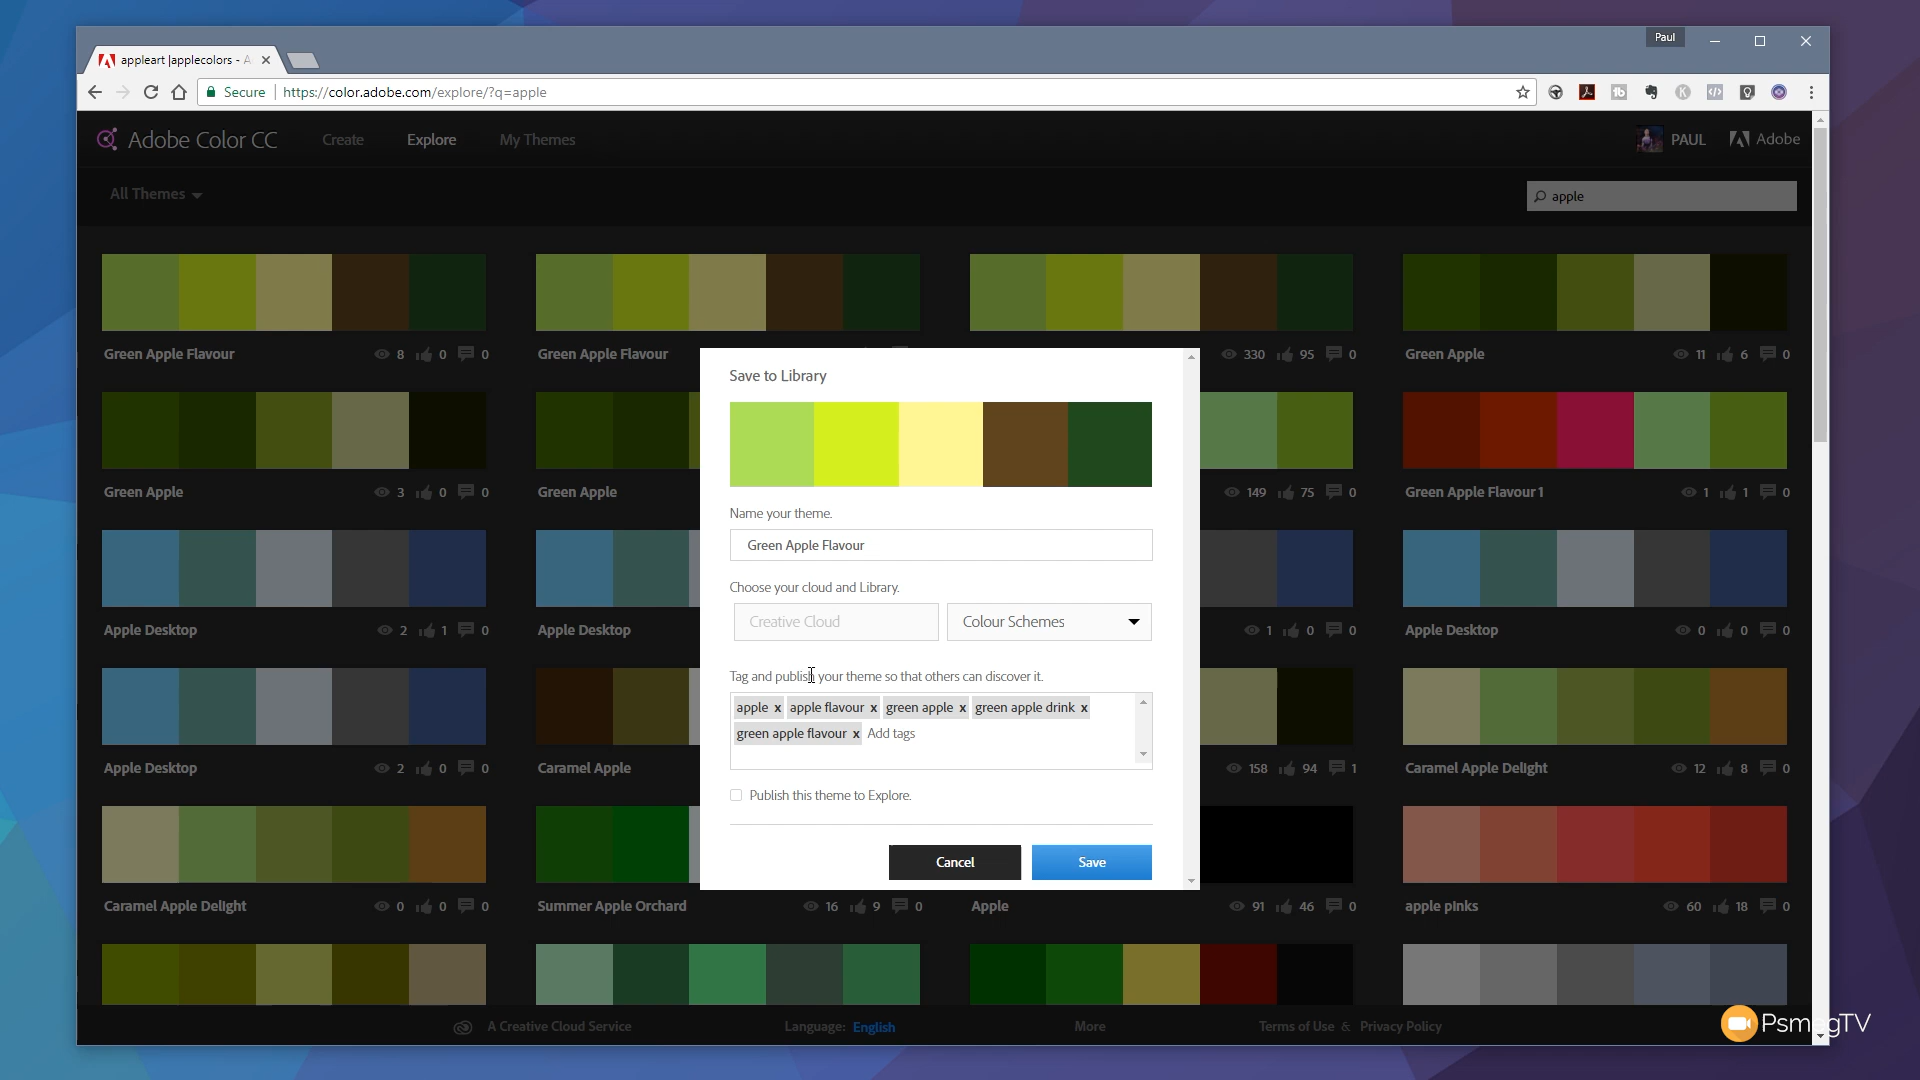 Paul
appleart |applecolors - A
Secure https://color.adobe.com/explore/?q=apple
Adobe Color CC Create Explore My Themes PAUL Adobe
All Themes apple
Green Apple Flavour 8 0 0 Green Apple Flavour 330 95 0 Green Apple 11 6 0
Green Apple 3 0 0 Green Apple 149 75 0 Green Apple Flavour 1 1 1 0
Apple Desktop 2 1 0 Apple Desktop 1 0 0 Apple Desktop 0 0 0
Apple Desktop 2 0 0 Caramel Apple 158 94 1 Caramel Apple Delight 12 8 0
Caramel Apple Delight 0 0 0 Summer Apple Orchard 16 9 0 Apple 91 46 0 apple pinks 60 18 0
Save to Library
Name your theme.
Green Apple Flavour
Choose your cloud and Library.
Creative Cloud Colour Schemes
Tag and publish your theme so that others can discover it.
apple x apple flavour x green apple x green apple drink x
green apple flavour x Add tags
Publish this theme to Explore.
Cancel Save
A Creative Cloud Service Language: English More Terms of Use & Privacy Policy
PsmagTV